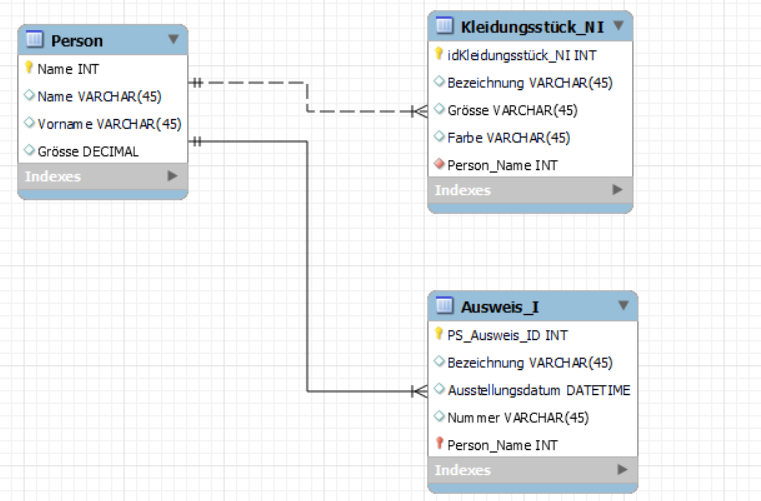 Person
Name INT
Name VARCHAR(45)
Vorname VARCHAR(45)
Grösse DECIMAL
Indexes
Kleidungsstück_NI
idKleidungsstück_NI INT
Bezeichnung VARCHAR(45)
Grösse VARCHAR(45)
Farbe VARCHAR(45)
Person_Name INT
Indexes
Ausweis_I
PS_Ausweis_ID INT
Bezeichnung VARCHAR(45)
Ausstellungsdatum DATETIME
Nummer VARCHAR(45)
Person_Name INT
Indexes